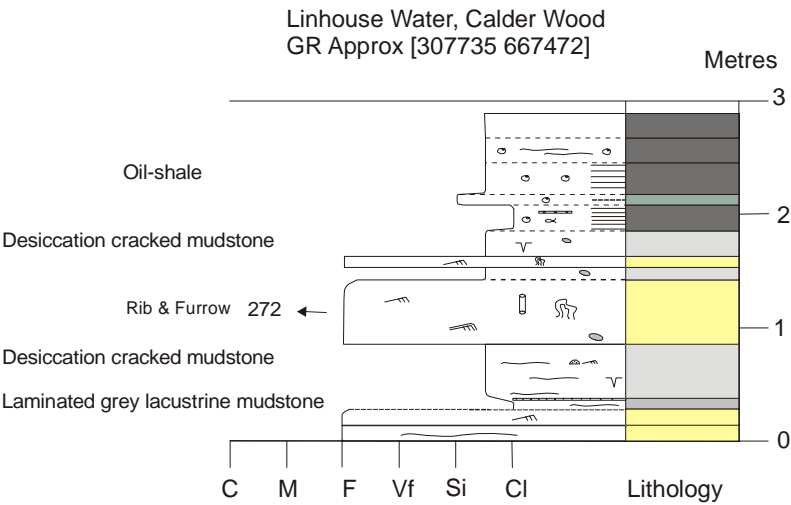 Linhouse Water, Calder Wood
GR Approx [307735 667472]
Metres
3
Oil-shale
2
Desiccation cracked mudstone
Rib & Furrow 272
1
Desiccation cracked mudstone
Laminated grey lacustrine mudstone
0
C M F Vf Si Cl Lithology